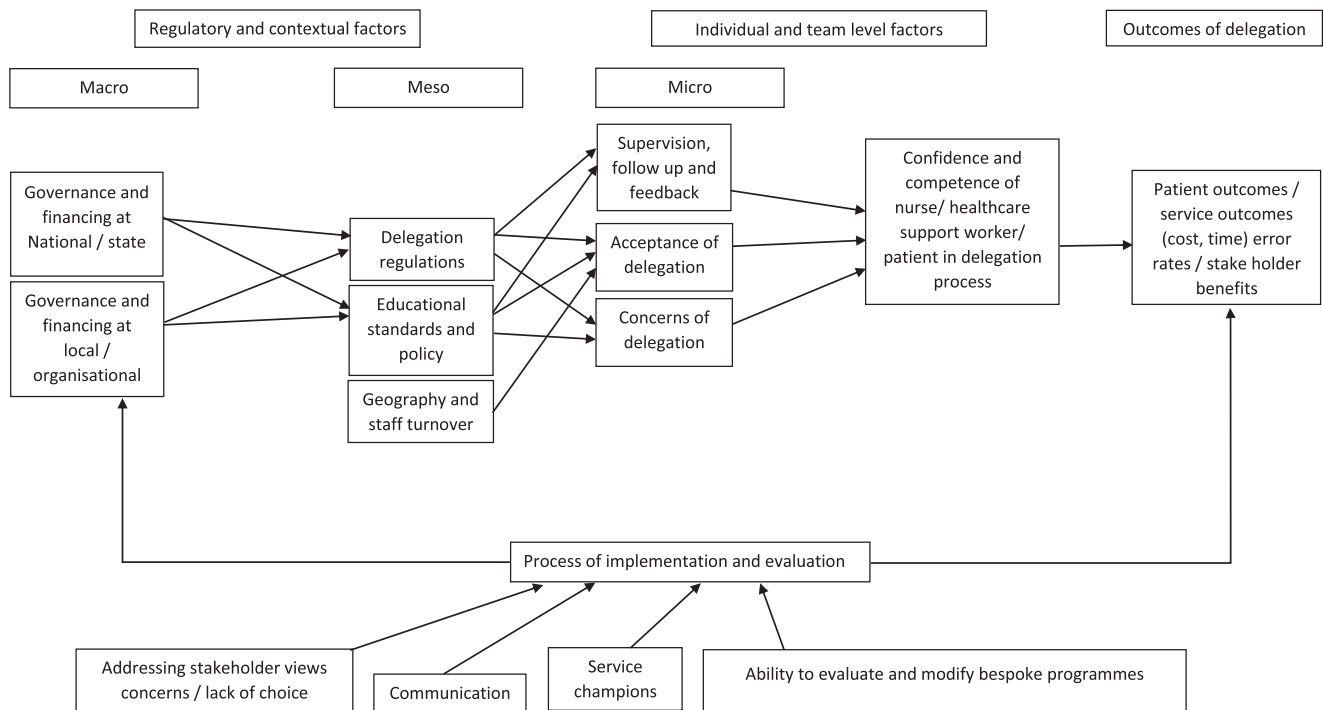 Regulatory and contextual factors
Individual and team level factors
Outcomes of delegation
Macro
Meso
Micro
Governance and
financing at
National / state
Governance and
financing at
local /
organisational
Delegation
regulations
Educational
standards and
policy
Geography and
staff turnover
Supervision,
follow up and
feedback
Acceptance of
delegation
Concerns of
delegation
Confidence and
competence of
nurse/ healthcare
support worker/
patient in delegation
process
Patient outcomes /
service outcomes
(cost, time) error
rates / stake holder
benefits
Process of implementation and evaluation
Addressing stakeholder views
concerns / lack of choice
Communication
Service
champions
Ability to evaluate and modify bespoke programmes